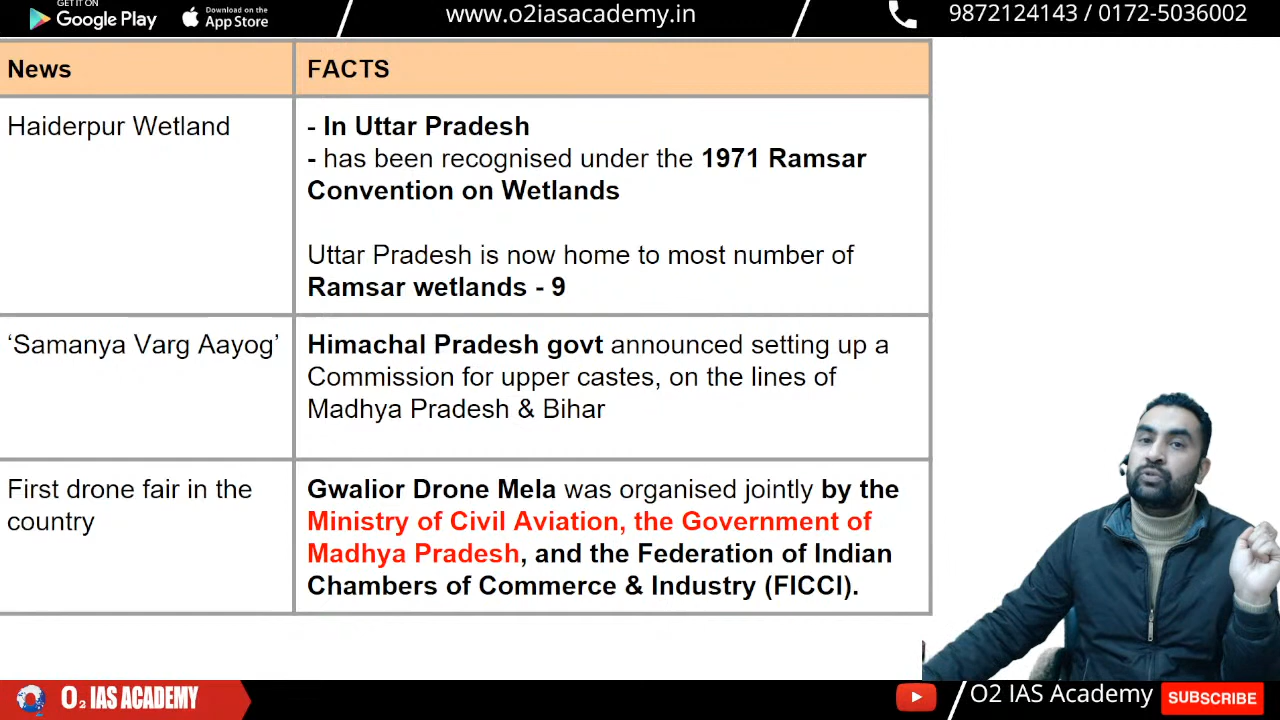 GET IT ON
Google Play
Download on the
App Store
www.o2iasacademy.in
9872124143 / 0172-5036002
News
FACTS
Haiderpur Wetland
- In Uttar Pradesh
- has been recognised under the 1971 Ramsar
Convention on Wetlands
Uttar Pradesh is now home to most number of
Ramsar wetlands - 9
‘Samanya Varg Aayog’
Himachal Pradesh govt announced setting up a
Commission for upper castes, on the lines of
Madhya Pradesh & Bihar
First drone fair in the
country
Gwalior Drone Mela was organised jointly by the
Ministry of Civil Aviation, the Government of
Madhya Pradesh, and the Federation of Indian
Chambers of Commerce & Industry (FICCI).
O2 IAS ACADEMY
O2 IAS Academy
SUBSCRIBE